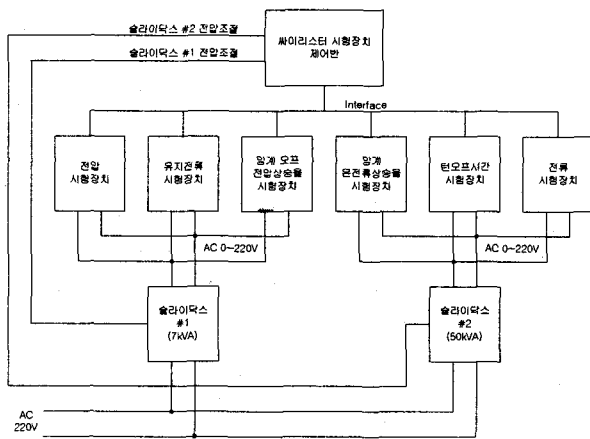 슬라이닥스 #2 전압조절
슬라이닥스 #1 전압조절
싸이리스터 시험장치
제어반
Interface
전압
시험장치
유지전류
시험장치
임계 오프
전압상승율
시험장치
임계
온전류상승율
시험장치
턴오프시간
시험장치
전류
시험장치
AC 0~220V
AC 0~220V
슬라이닥스
#1
(7kVA)
슬라이닥스
#2
(50kVA)
AC
220V